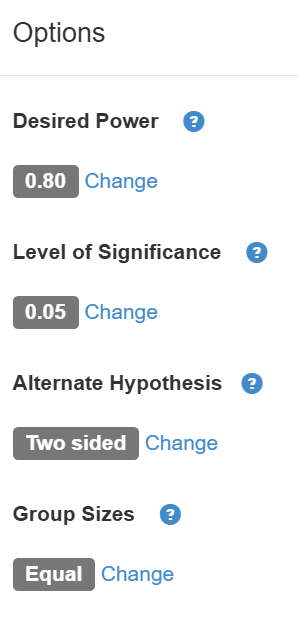 Options
Desired Power ?
0.80 Change
Level of Significance ?
0.05 Change
Alternate Hypothesis ?
Two sided Change
Group Sizes ?
Equal Change